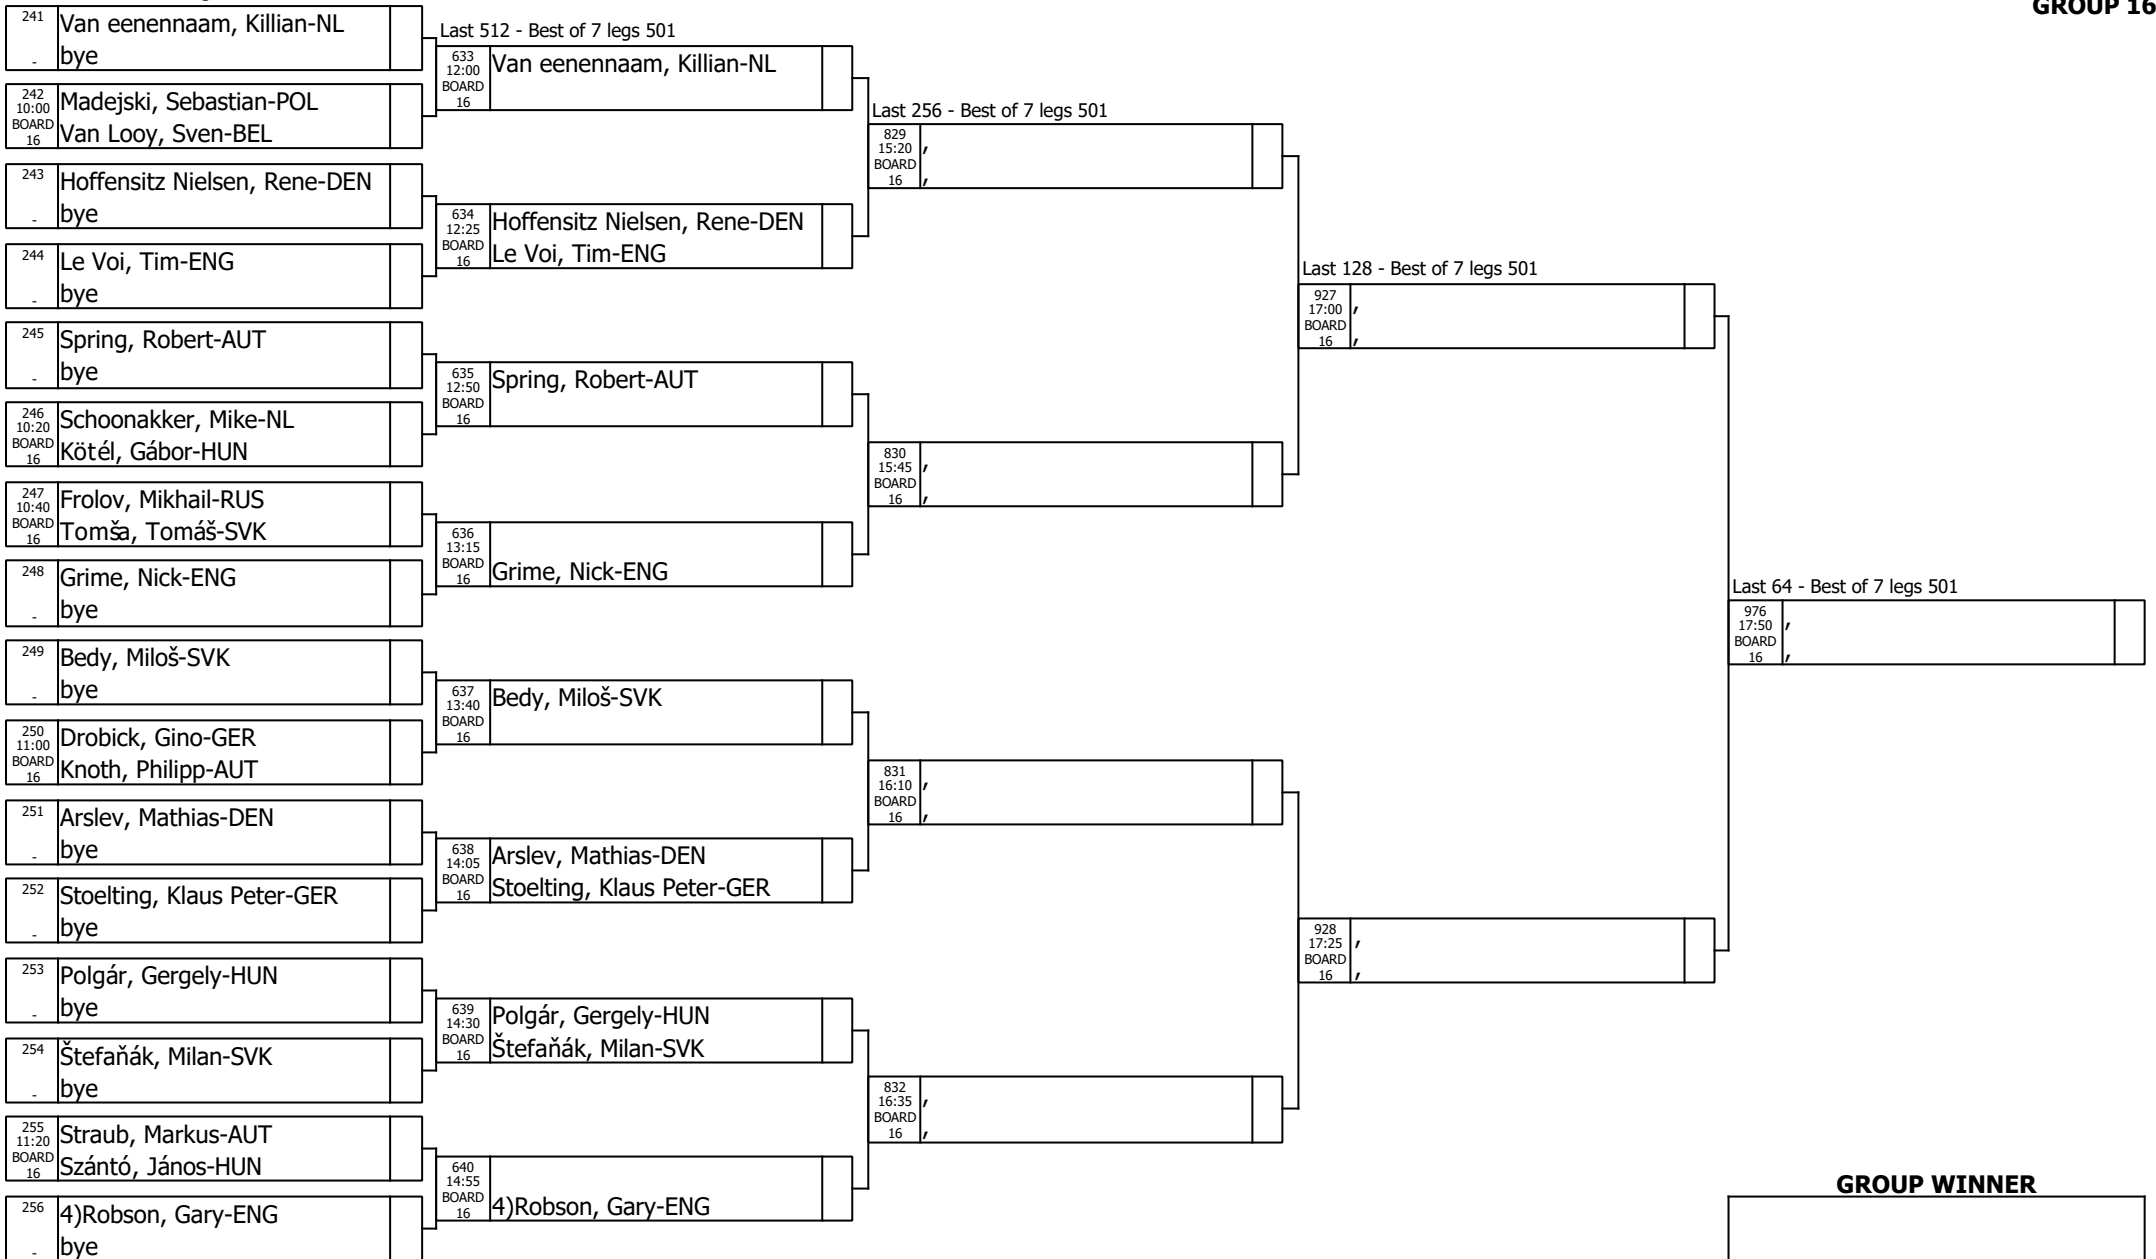 GROUP 16
241
Van eenennaam, Killian-NL
-
bye
242
10:00
BOARD
16
Madejski, Sebastian-POL
Van Looy, Sven-BEL
243
Hoffensitz Nielsen, Rene-DEN
-
bye
244
Le Voi, Tim-ENG
-
bye
245
Spring, Robert-AUT
-
bye
246
10:20
BOARD
16
Schoonakker, Mike-NL
Kötél, Gábor-HUN
247
10:40
BOARD
16
Frolov, Mikhail-RUS
Tomša, Tomáš-SVK
248
Grime, Nick-ENG
-
bye
249
Bedy, Miloš-SVK
-
bye
250
11:00
BOARD
16
Drobick, Gino-GER
Knoth, Philipp-AUT
251
Arslev, Mathias-DEN
-
bye
252
Stoelting, Klaus Peter-GER
-
bye
253
Polgár, Gergely-HUN
-
bye
254
Štefaňák, Milan-SVK
-
bye
255
11:20
BOARD
16
Straub, Markus-AUT
Szántó, János-HUN
256
4)Robson, Gary-ENG
-
bye
Last 512 - Best of 7 legs 501
633
12:00
BOARD
16
Van eenennaam, Killian-NL
634
12:25
BOARD
16
Hoffensitz Nielsen, Rene-DEN
Le Voi, Tim-ENG
635
12:50
BOARD
16
Spring, Robert-AUT
636
13:15
BOARD
16
Grime, Nick-ENG
637
13:40
BOARD
16
Bedy, Miloš-SVK
638
14:05
BOARD
16
Arslev, Mathias-DEN
Stoelting, Klaus Peter-GER
639
14:30
BOARD
16
Polgár, Gergely-HUN
Štefaňák, Milan-SVK
640
14:55
BOARD
16
4)Robson, Gary-ENG
Last 256 - Best of 7 legs 501
829
15:20
BOARD
16
,
,
830
15:45
BOARD
16
,
,
831
16:10
BOARD
16
,
,
832
16:35
BOARD
16
,
,
Last 128 - Best of 7 legs 501
927
17:00
BOARD
16
,
,
928
17:25
BOARD
16
,
,
Last 64 - Best of 7 legs 501
976
17:50
BOARD
16
,
,
GROUP WINNER